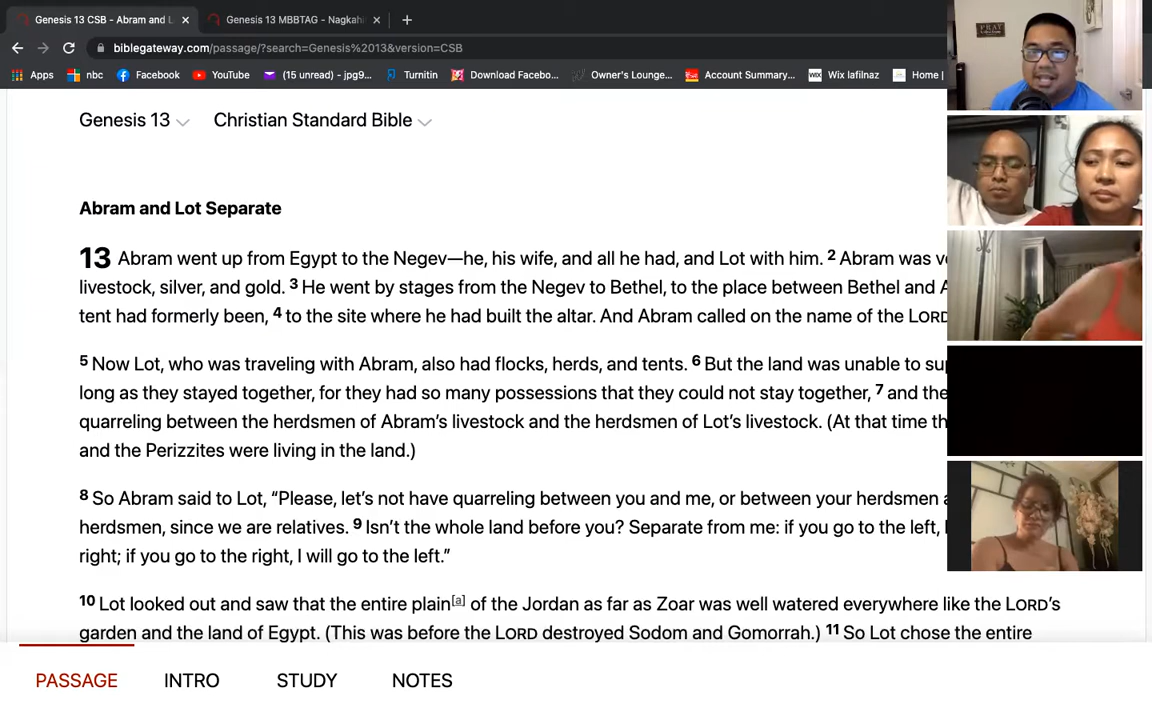 Genesis 13 CSB - Abram and L
Genesis 13 MBBTAG - Nagkahi
biblegateway.com/passage/?search=Genesis%2013&version=CSB
Apps nbc Facebook YouTube (15 unread) - jpg9... Turnitin Download Facebo... Owner's Lounge... Account Summary... WIX Wix lafilnaz Home |
PRAY
Genesis 13 Christian Standard Bible
Abram and Lot Separate
13 Abram went up from Egypt to the Negev—he, his wife, and all he had, and Lot with him. 2 Abram was ve
livestock, silver, and gold. 3 He went by stages from the Negev to Bethel, to the place between Bethel and A
tent had formerly been, 4 to the site where he had built the altar. And Abram called on the name of the LORD
5 Now Lot, who was traveling with Abram, also had flocks, herds, and tents. 6 But the land was unable to sup
long as they stayed together, for they had so many possessions that they could not stay together, 7 and the
quarreling between the herdsmen of Abram's livestock and the herdsmen of Lot's livestock. (At that time th
and the Perizzites were living in the land.)
8 So Abram said to Lot, “Please, let's not have quarreling between you and me, or between your herdsmen a
herdsmen, since we are relatives. 9 Isn't the whole land before you? Separate from me: if you go to the left, I
right; if you go to the right, I will go to the left.”
10 Lot looked out and saw that the entire plain[a] of the Jordan as far as Zoar was well watered everywhere like the LORD's
garden and the land of Egypt. (This was before the LORD destroyed Sodom and Gomorrah.) 11 So Lot chose the entire
PASSAGE INTRO STUDY NOTES